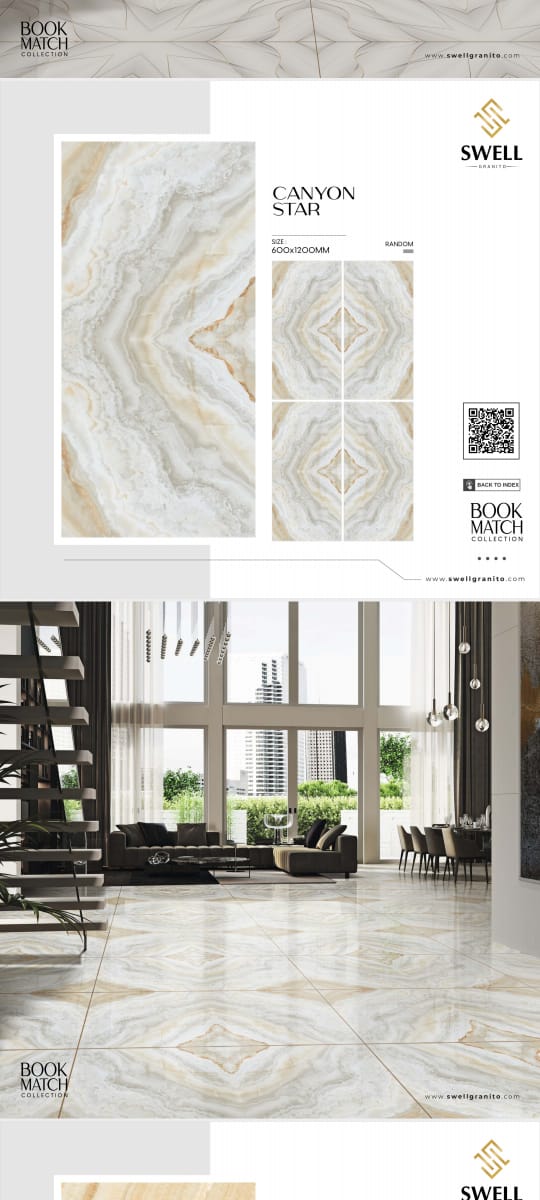 BOOK
MATCH
COLLECTION
www.swellgranito.com
SWELL
GRANITO
CANYON
STAR
SIZE :
600x1200MM
RANDOM
BACK TO INDEX
BOOK
MATCH
COLLECTION
www.swellgranito.com
BOOK
MATCH
COLLECTION
www.swellgranito.com
SWELL